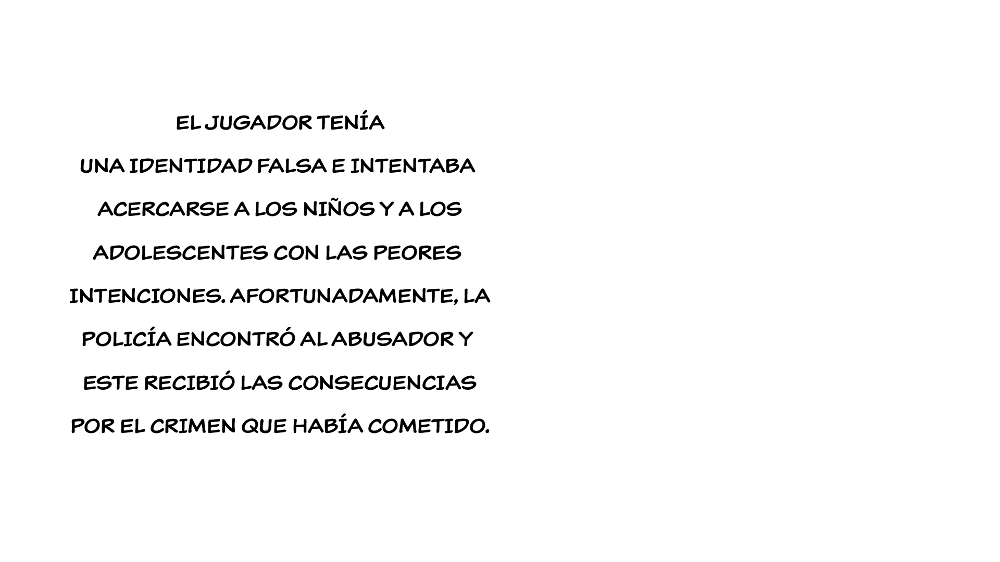 EL JUGADOR TENÍA
UNA IDENTIDAD FALSA E INTENTABA
ACERCARSE A LOS NIÑOS Y A LOS
ADOLESCENTES CON LAS PEORES
INTENCIONES. AFORTUNADAMENTE, LA
POLICÍA ENCONTRÓ AL ABUSADOR Y
ESTE RECIBIÓ LAS CONSECUENCIAS
POR EL CRIMEN QUE HABÍA COMETIDO.